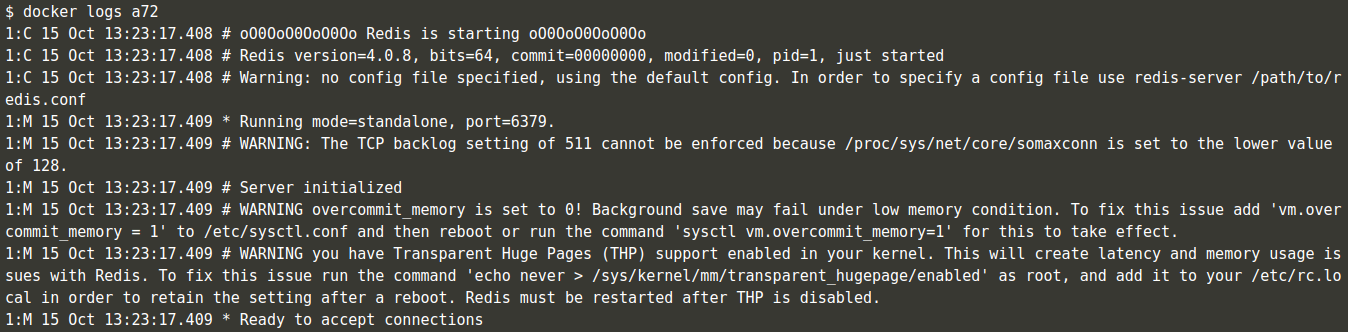 $ docker logs a72
1:C 15 Oct 13:23:17.408 # oO0OoO0OoO0Oo Redis is starting oO0OoO0OoO0Oo
1:C 15 Oct 13:23:17.408 # Redis version=4.0.8, bits=64, commit=00000000, modified=0, pid=1, just started
1:C 15 Oct 13:23:17.408 # Warning: no config file specified, using the default config. In order to specify a config file use redis-server /path/to/r
edis.conf
1:M 15 Oct 13:23:17.409 * Running mode=standalone, port=6379.
1:M 15 Oct 13:23:17.409 # WARNING: The TCP backlog setting of 511 cannot be enforced because /proc/sys/net/core/somaxconn is set to the lower value
of 128.
1:M 15 Oct 13:23:17.409 # Server initialized
1:M 15 Oct 13:23:17.409 # WARNING overcommit_memory is set to 0! Background save may fail under low memory condition. To fix this issue add 'vm.over
commit_memory = 1' to /etc/sysctl.conf and then reboot or run the command 'sysctl vm.overcommit_memory=1' for this to take effect.
1:M 15 Oct 13:23:17.409 # WARNING you have Transparent Huge Pages (THP) support enabled in your kernel. This will create latency and memory usage is
sues with Redis. To fix this issue run the command 'echo never > /sys/kernel/mm/transparent_hugepage/enabled' as root, and add it to your /etc/rc.lo
cal in order to retain the setting after a reboot. Redis must be restarted after THP is disabled.
1:M 15 Oct 13:23:17.409 * Ready to accept connections